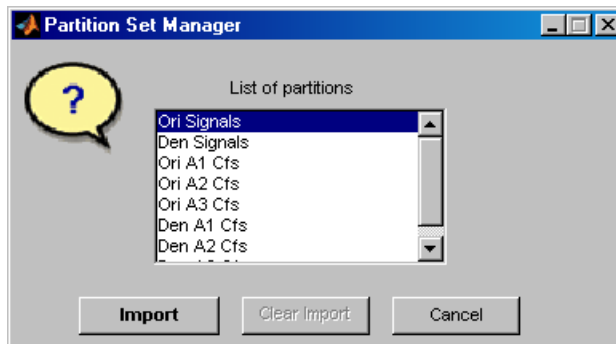 Partition Set Manager
?
List of partitions
Ori Signals
Den Signals
Ori A1 Cfs
Ori A2 Cfs
Ori A3 Cfs
Den A1 Cfs
Den A2 Cfs
Import
Clear Import
Cancel